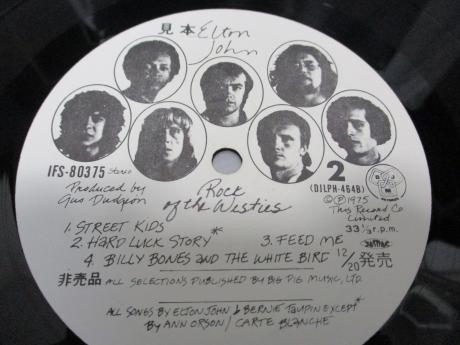 見本 Elton John
IFS-80375 Stereo
2
(DJLPH-464B)
Produced by Gus Dudgeon
Rock of the Westies
℗© 1975
This Record Co
Limited
33⅓ r.p.m.
1. STREET KIDS
2. HARD LUCK STORY* 3. FEED ME
4. BILLY BONES AND THE WHITE BIRD 12/20発売
非売品 ALL SELECTIONS PUBLISHED BY BIG PIG MUSIC, LTD.
ALL SONGS BY ELTON JOHN & BERNIE TAUPIN EXCEPT*
BY ANN ORSON / CARTE BLANCHE